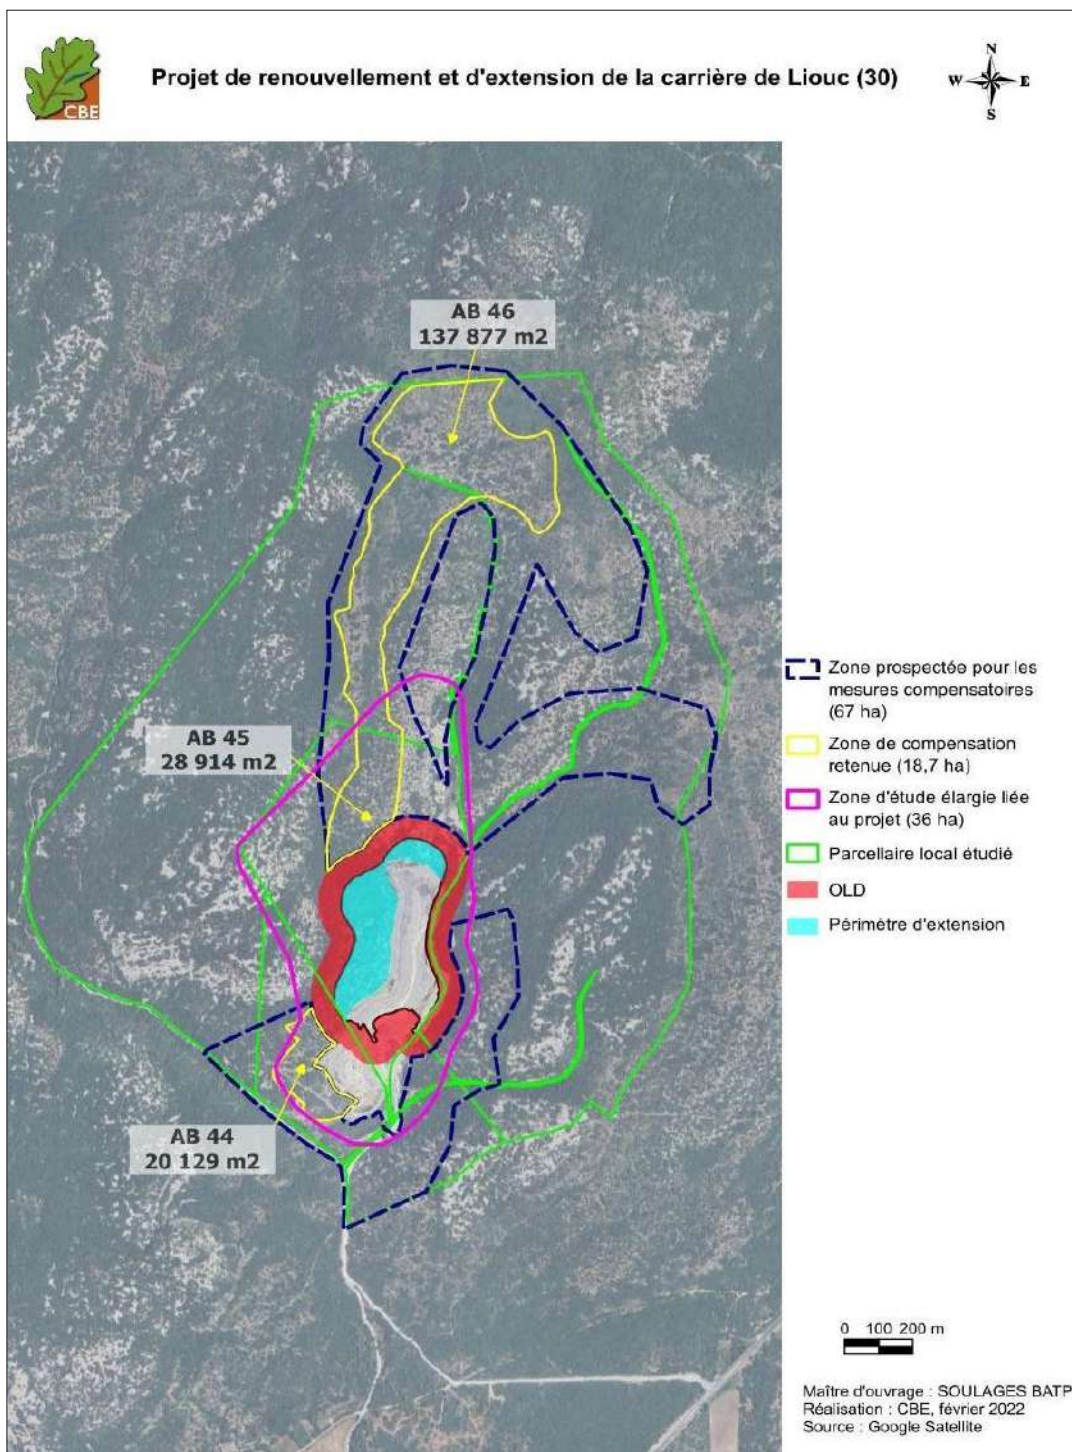 CBE
Projet de renouvellement et d'extension de la carrière de Liouc (30)
N
W E
S
AB 46
137 877 m2
AB 45
28 914 m2
AB 44
20 129 m2
Zone prospectée pour les
mesures compensatoires
(67 ha)
Zone de compensation
retenue (18,7 ha)
Zone d'étude élargie liée
au projet (36 ha)
Parcellaire local étudié
OLD
Périmètre d'extension
0 100 200 m
Maître d'ouvrage : SOULAGES BATP
Réalisation : CBE, février 2022
Source : Google Satellite